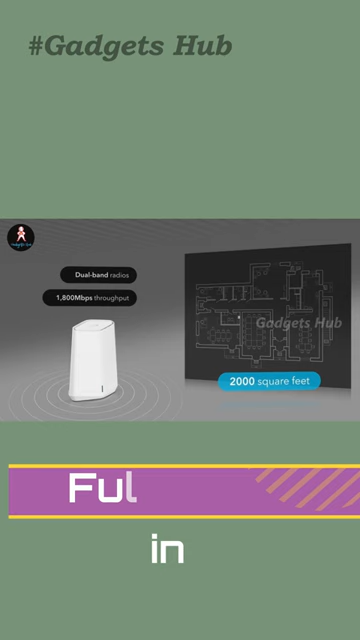 #Gadgets Hub
Dual-band radios
1,800Mbps throughput
Gadgets Hub
2000 square feet
Ful
in